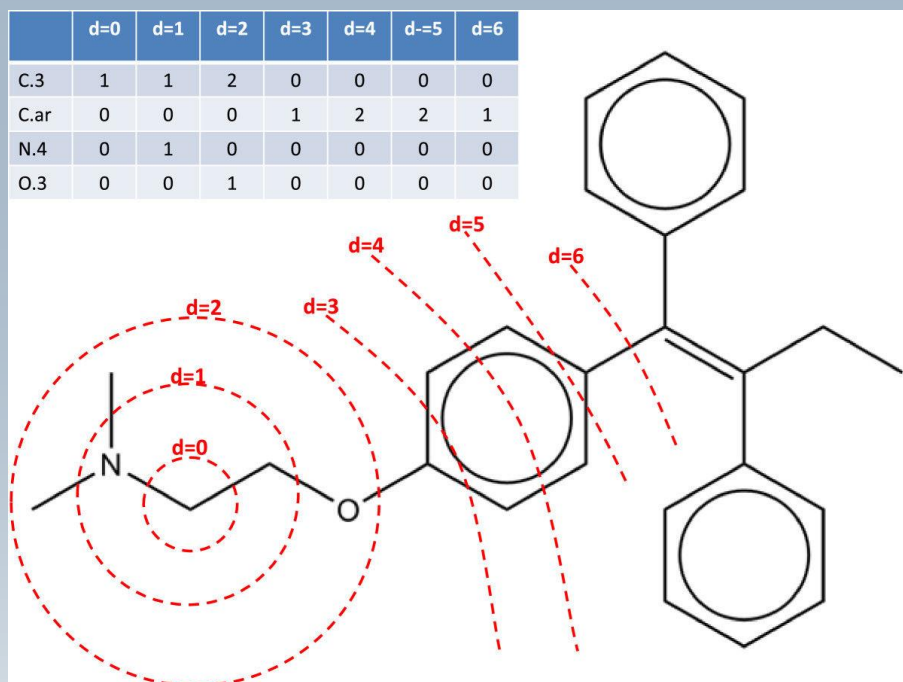 d=0 d=1 d=2 d=3 d=4 d-=5 d=6
C.3 1 1 2 0 0 0 0
C.ar 0 0 0 1 2 2 1
N.4 0 1 0 0 0 0 0
O.3 0 0 1 0 0 0 0
d=5
d=4
d=6
d=2
d=3
d=1
d=0
N
O